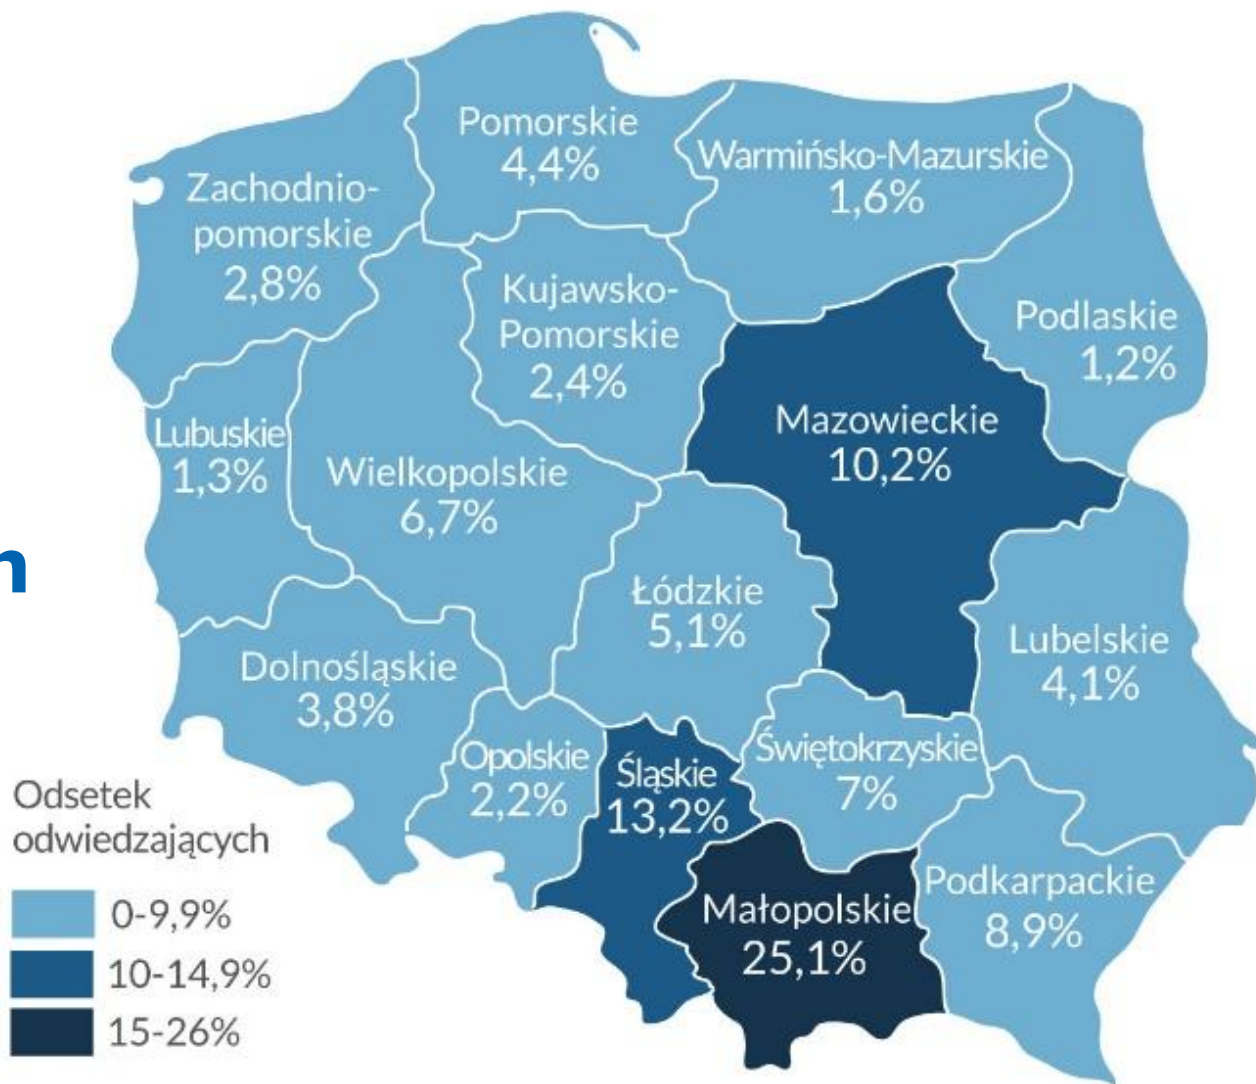 Pomorskie
4,4%
Warmińsko-Mazurskie
1,6%
Zachodnio-
pomorskie
2,8%
Kujawsko-
Pomorskie
2,4%
Podlaskie
1,2%
Mazowieckie
10,2%
Lubuskie
1,3%
Wielkopolskie
6,7%
n
Łódzkie
5,1%
Lubelskie
4,1%
Dolnośląskie
3,8%
Opolskie
2,2%
Śląskie
13,2%
Świętokrzyskie
7%
Małopolskie
25,1%
Podkarpackie
8,9%
Odsetek
odwiedzających
0-9,9%
10-14,9%
15-26%